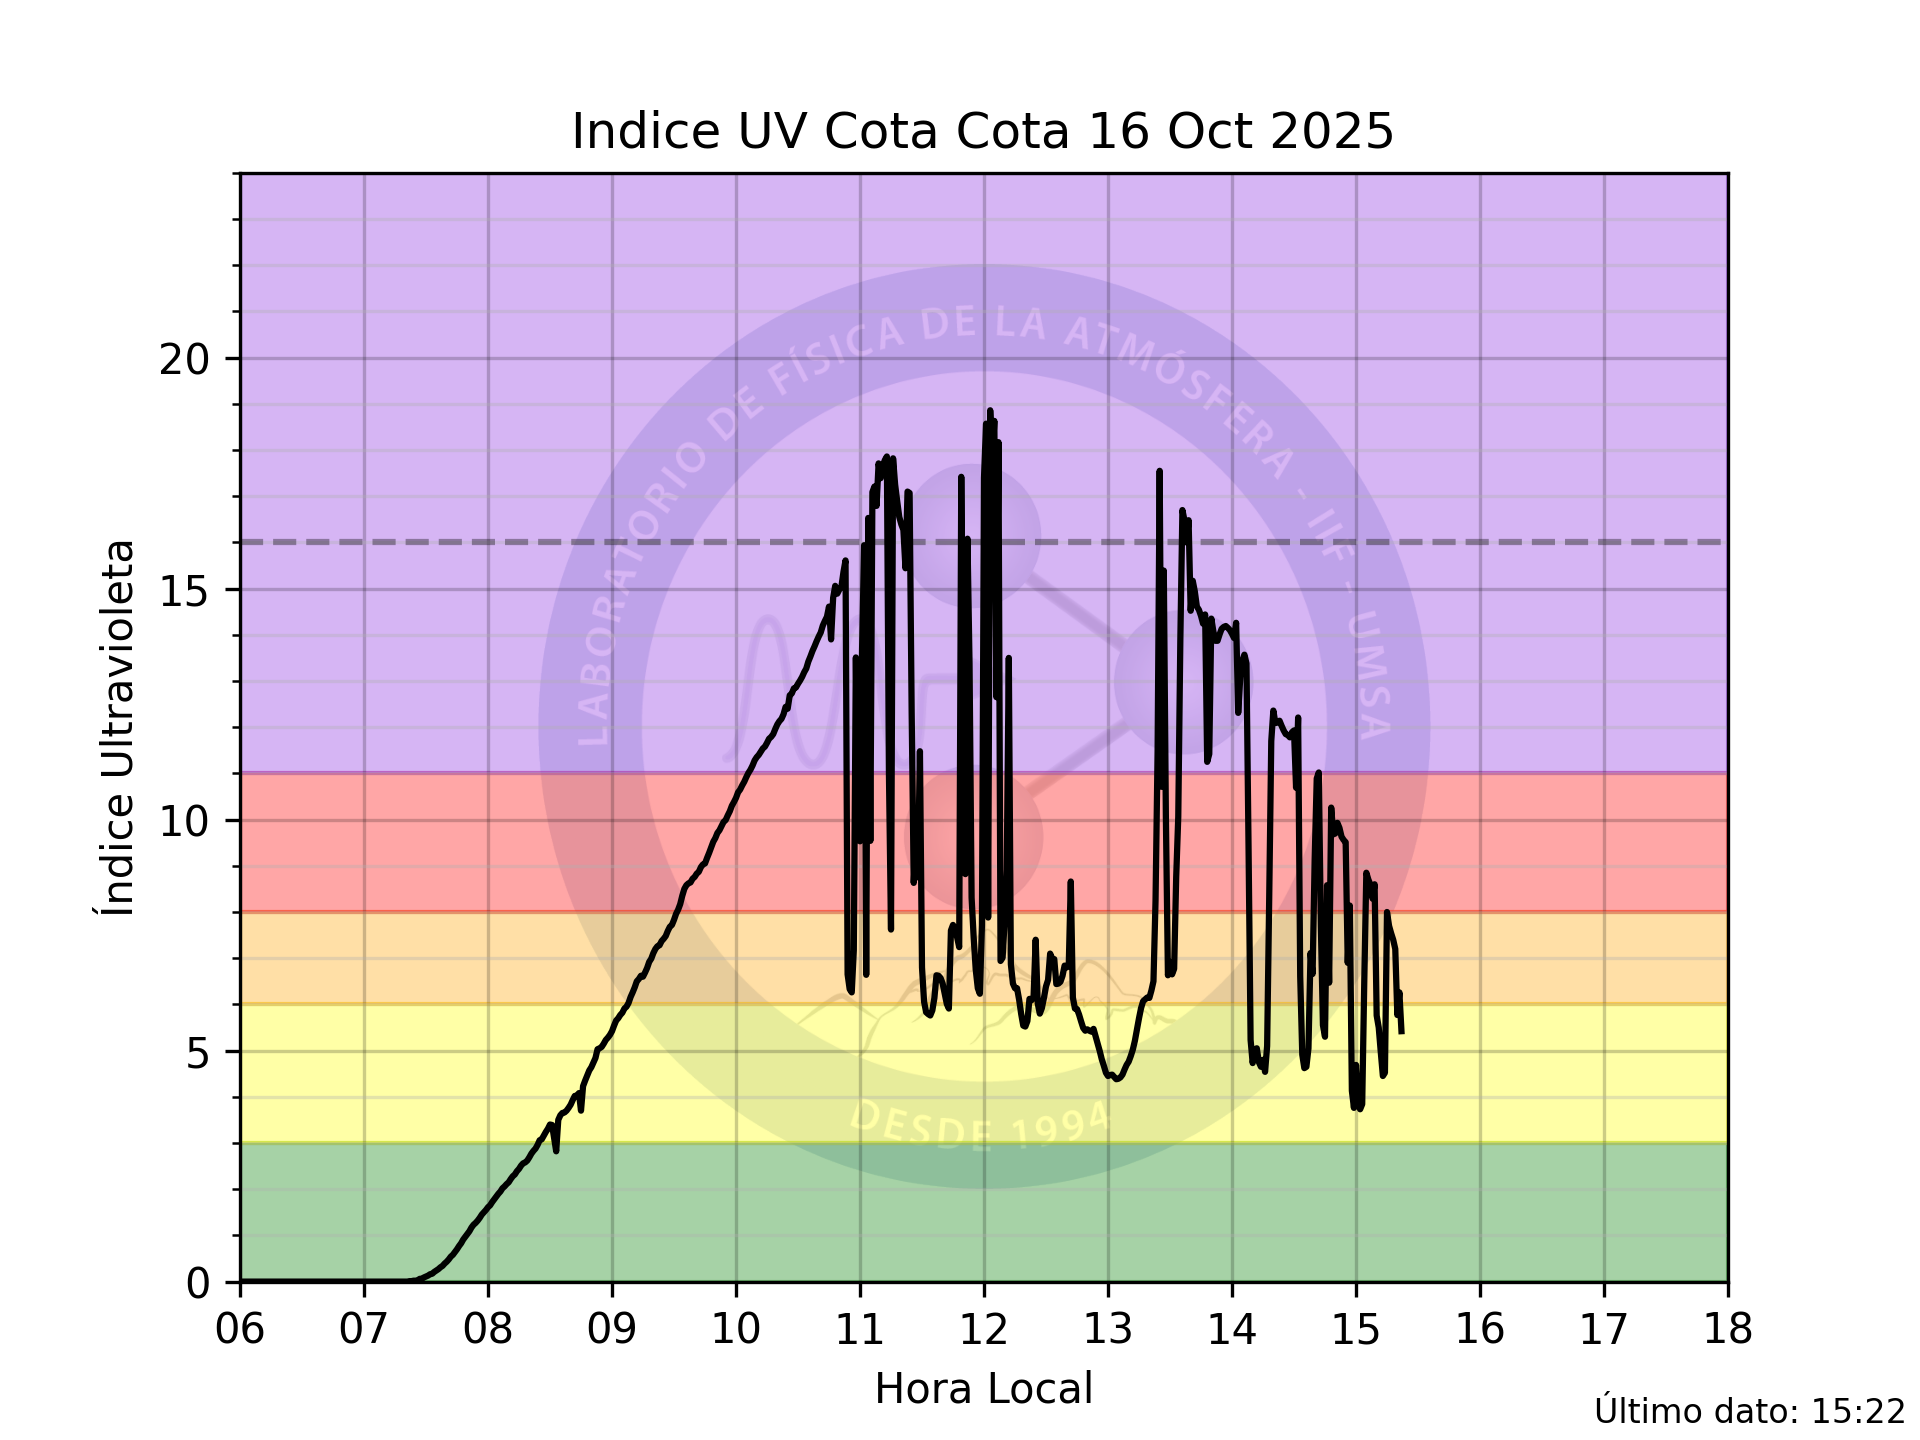 Indice UV Cota Cota 16 Oct 2025
Índice Ultravioleta
20
15
10
5
0
LABORATORIO DE FÍSICA DE LA ATMÓSFERA - IIF - UMSA
DESDE 1994
06 07 08 09 10 11 12 13 14 15 16 17 18
Hora Local
Último dato: 15:22